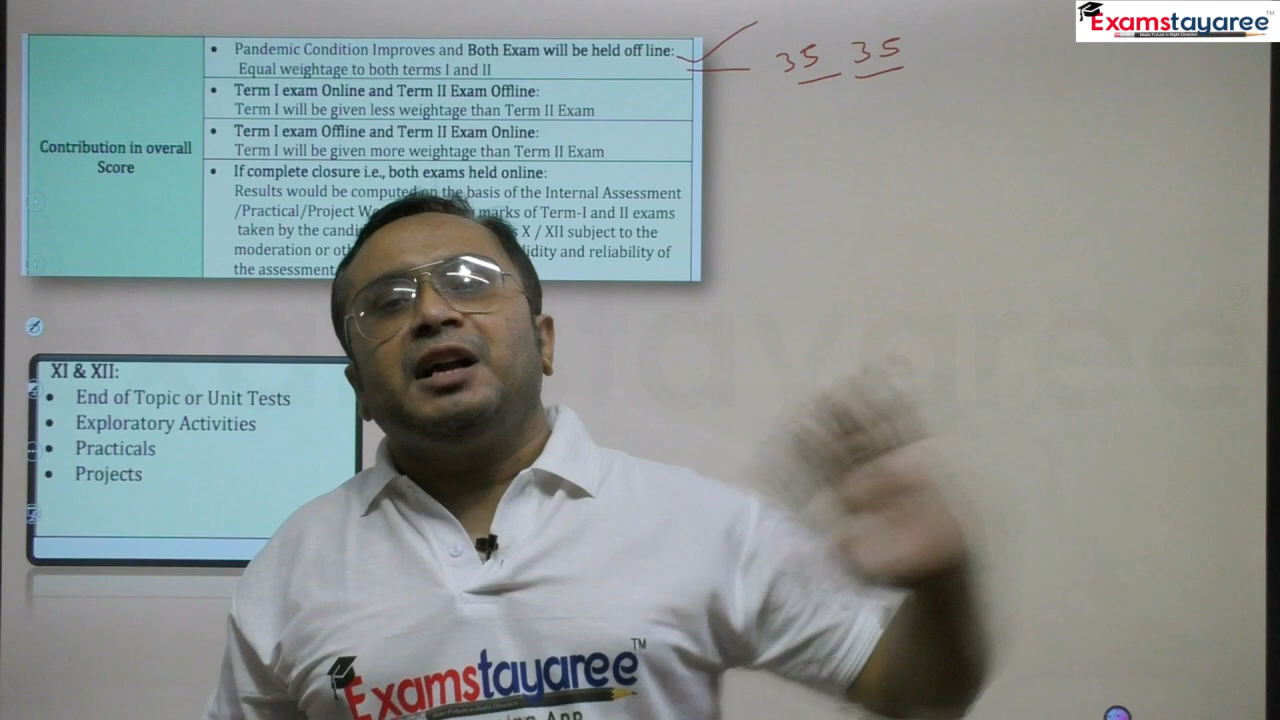 Examstayaree™
• Pandemic Condition Improves and Both Exam will be held off line:
Equal weightage to both terms I and II
35 35
• Term I exam Online and Term II Exam Offline:
Term I will be given less weightage than Term II Exam
• Term I exam Offline and Term II Exam Online:
Term I will be given more weightage than Term II Exam
Contribution in overall
Score
• If complete closure i.e., both exams held online:
Results would be computed on the basis of the Internal Assessment
/Practical/Project marks of Term-I and II exams
taken by the X / XII subject to the
moderation or and reliability of
the assessment
XI & XII:
• End of Topic or Unit Tests
• Exploratory Activities
• Practicals
• Projects
Examstayaree™
App